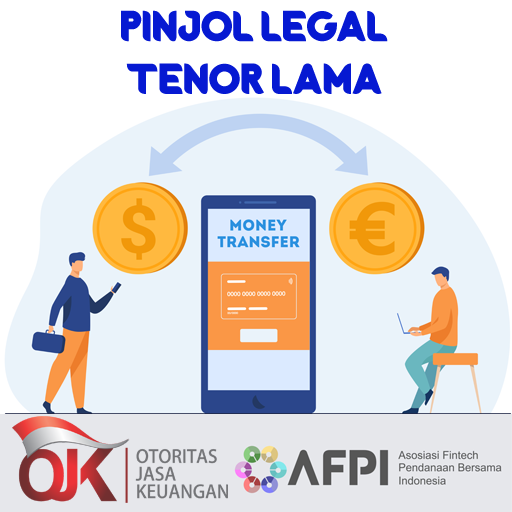 PINJOL LEGAL
TENOR LAMA
$
€
MONEY
TRANSFER
0000 0000 0000 0000
OJK
OTORITAS
JASA
KEUANGAN
AFPI
Asosiasi Fintech
Pendanaan Bersama
Indonesia